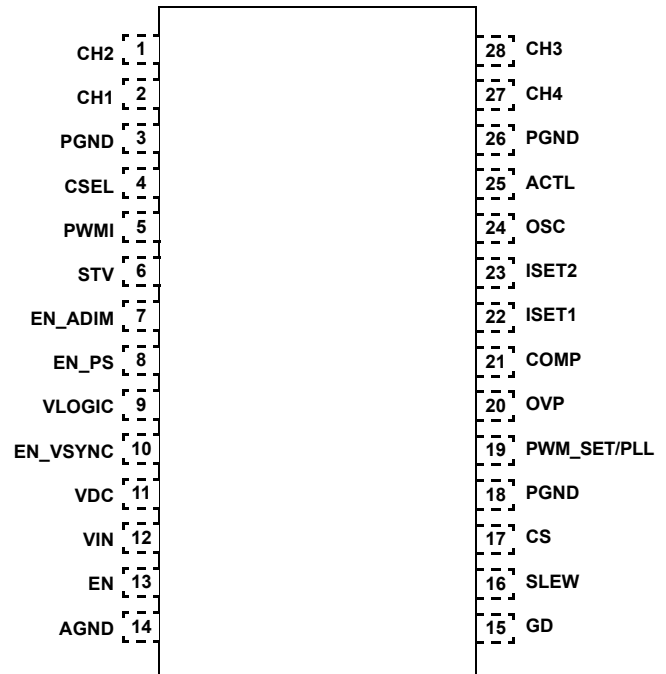 CH2 1 28 CH3
CH1 2 27 CH4
PGND 3 26 PGND
CSEL 4 25 ACTL
PWMI 5 24 OSC
STV 6 23 ISET2
EN_ADIM 7 22 ISET1
EN_PS 8 21 COMP
VLOGIC 9 20 OVP
EN_VSYNC 10 19 PWM_SET/PLL
VDC 11 18 PGND
VIN 12 17 CS
EN 13 16 SLEW
AGND 14 15 GD